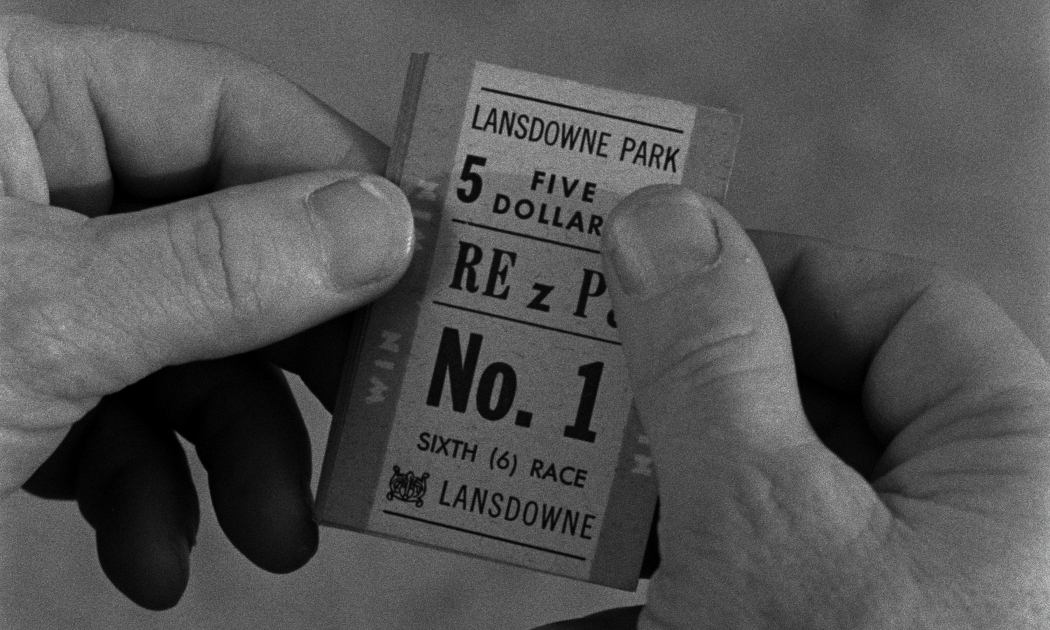 LANSDOWNE PARK
5 FIVE
DOLLAR
RE z P
No. 1
SIXTH (6) RACE
LANSDOWNE
WIN
WIN